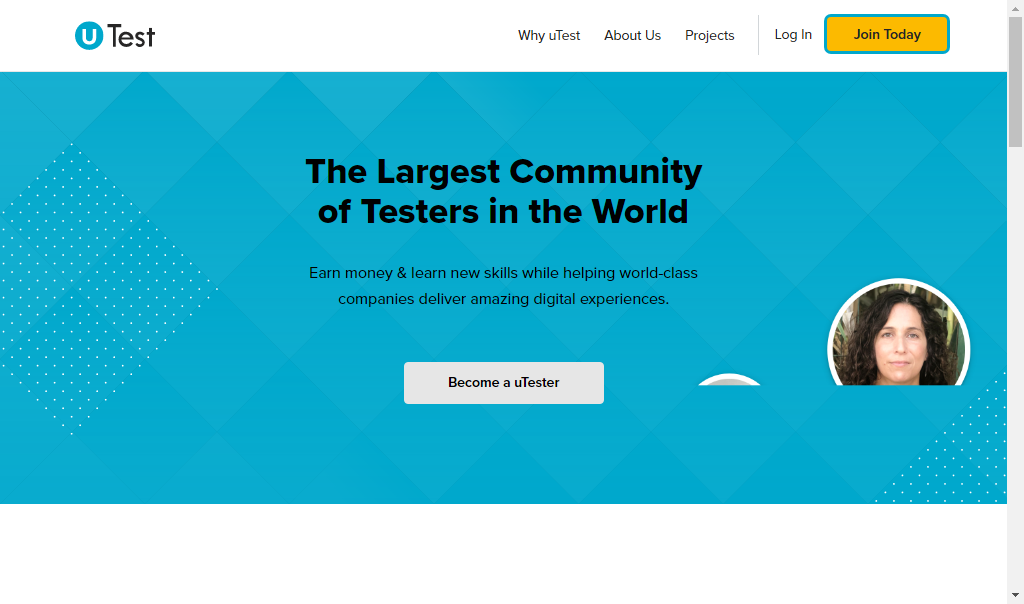 u Test
Why uTest
About Us
Projects
Log In
Join Today
The Largest Community
of Testers in the World
Earn money & learn new skills while helping world-class
companies deliver amazing digital experiences.
Become a uTester